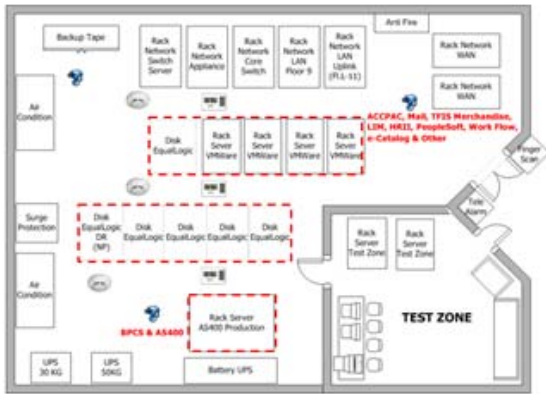 Backup Tape
Rack
Network
Switch
Server
Rack
Network
Appliance
Rack
Network
Core
Switch
Rack
Network
LAN
Floor 9
Rack
Network
LAN
Uplink
(Fl.L-11)
Anti Fire
Rack Network
WAN
Rack Network
WAN
Air
Condition
ACCPAC, Mail, TFIS Merchandise,
LIM, HRII, PeopleSoft, Work Flow,
e-Catalog & Other
Disk
EqualLogic
Rack
Sever
VMWare
Rack
Sever
VMWare
Rack
Sever
VMWare
Rack
Sever
VMWare
Finger
Scan
Tele
Alarm
Surge
Protection
Disk
EqualLogic
DR
(NF)
Disk
EqualLogic
Disk
EqualLogic
Disk
EqualLogic
Disk
EqualLogic
Rack
Server
Test Zone
Rack
Server
Test Zone
Air
Condition
BPCS & AS400
Rack Server
AS400 Production
TEST ZONE
UPS
30 KG
UPS
50KG
Battery UPS